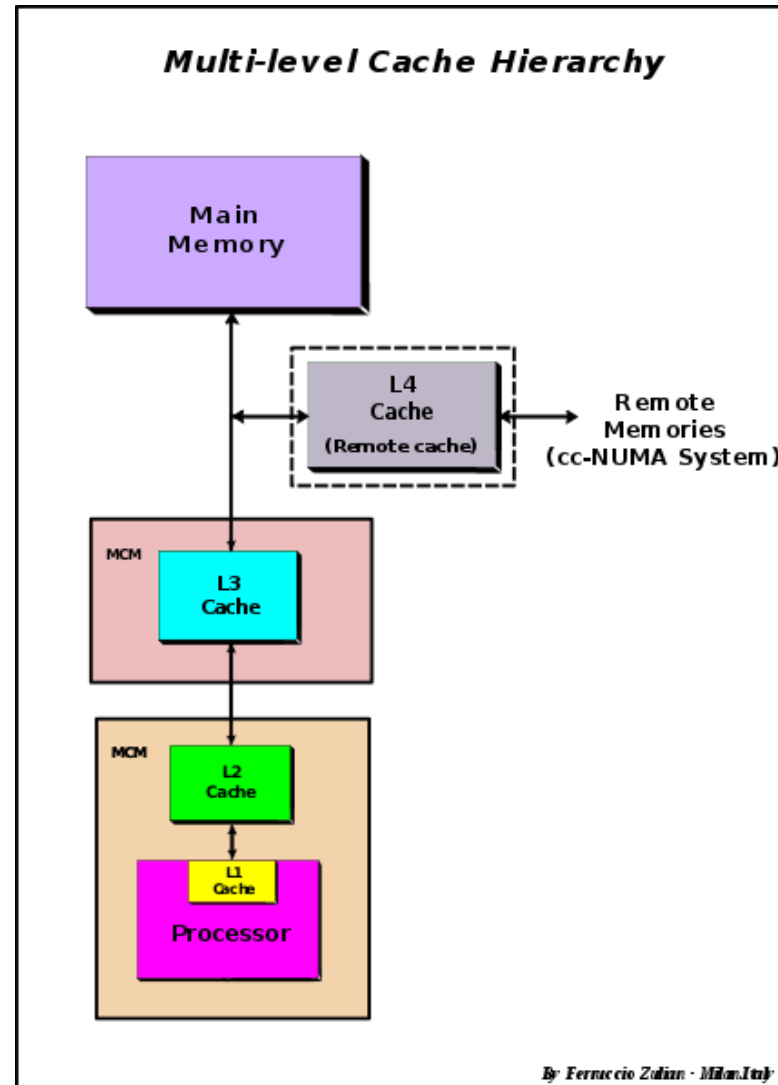 Multi-level Cache Hierarchy
Main
Memory
L4
Cache
(Remote cache)
Remote
Memories
(cc-NUMA System)
MCM
L3
Cache
MCM
L2
Cache
L1
Cache
Processor
By Ferruccio Zulian - Milan.Italy